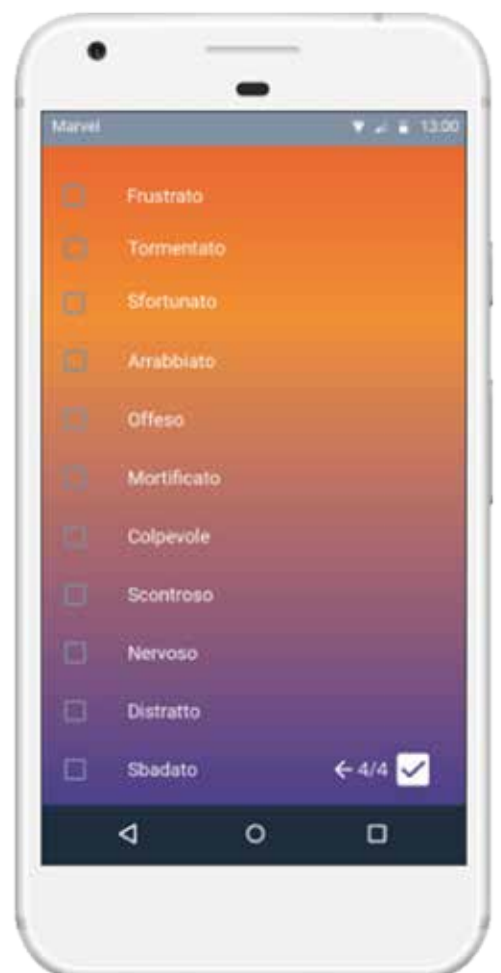 Marvel 13:00
Frustrato
Tormentato
Sfortunato
Arrabbiato
Offeso
Mortificato
Colpevole
Scontroso
Nervoso
Distratto
Sbadato ← 4/4